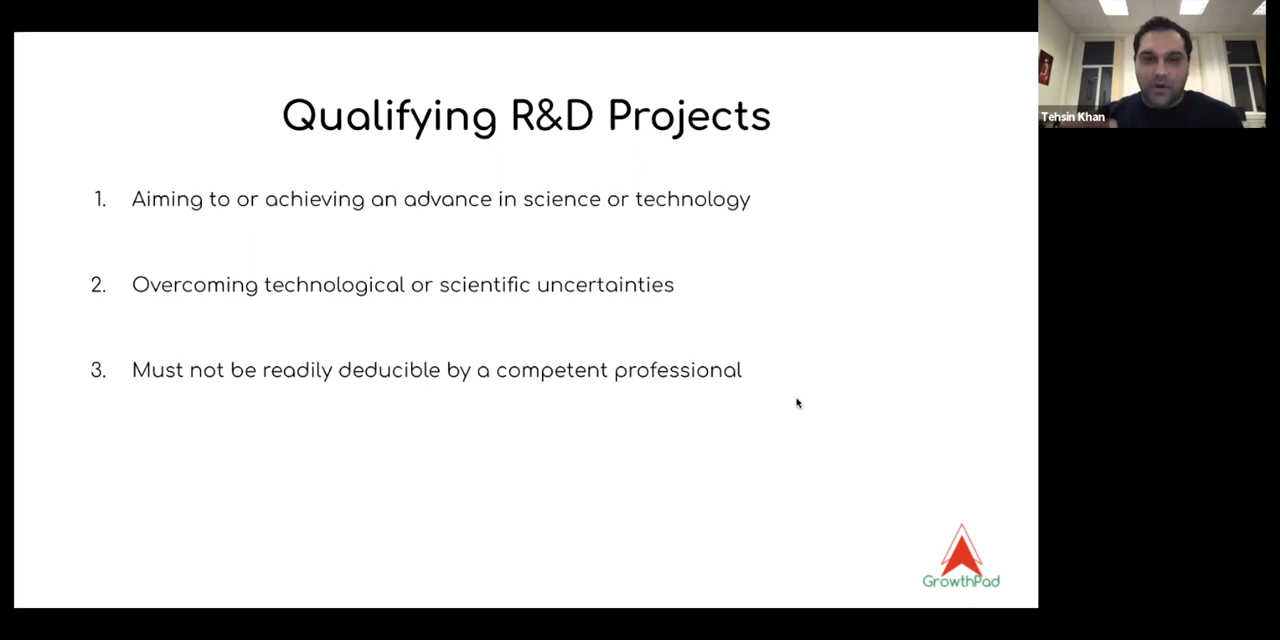 Qualifying R&D Projects
1. Aiming to or achieving an advance in science or technology
2. Overcoming technological or scientific uncertainties
3. Must not be readily deducible by a competent professional
GrowthPad
Tehsin Khan